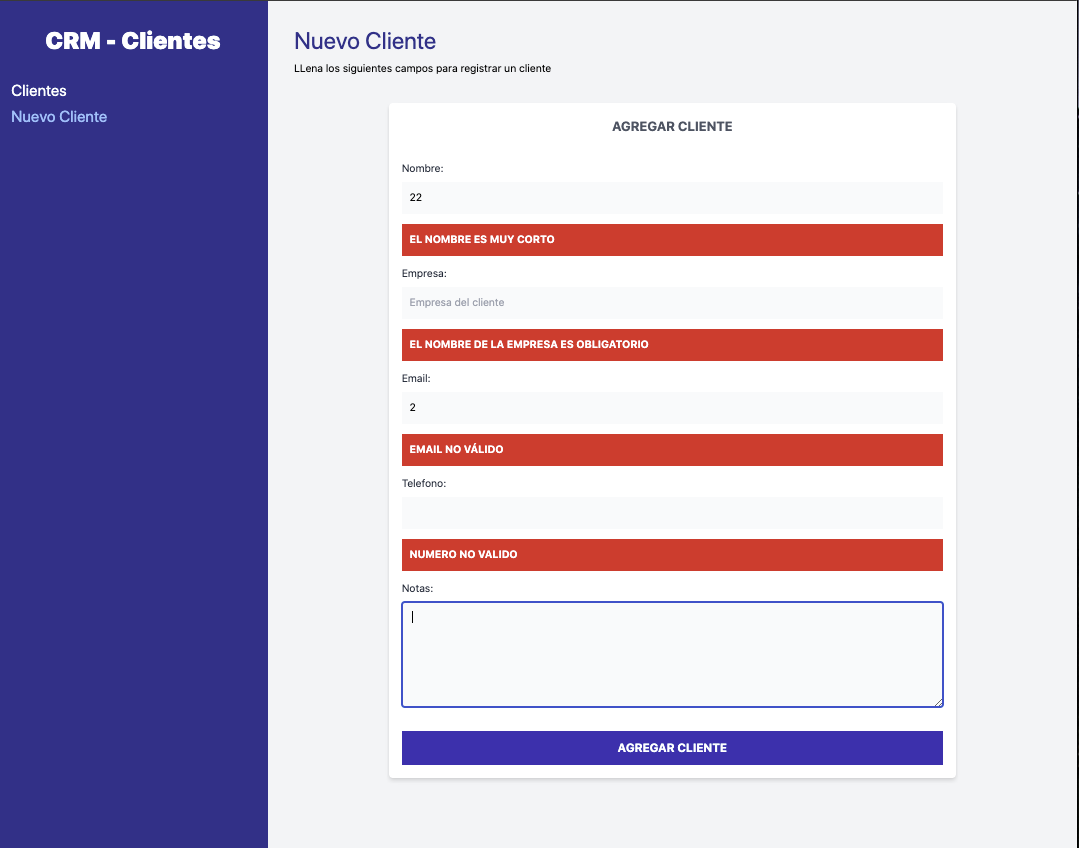 CRM - Clientes
Clientes
Nuevo Cliente
Nuevo Cliente
LLena los siguientes campos para registrar un cliente
AGREGAR CLIENTE
Nombre:
22
EL NOMBRE ES MUY CORTO
Empresa:
Empresa del cliente
EL NOMBRE DE LA EMPRESA ES OBLIGATORIO
Email:
2
EMAIL NO VÁLIDO
Telefono:
NUMERO NO VALIDO
Notas:
AGREGAR CLIENTE